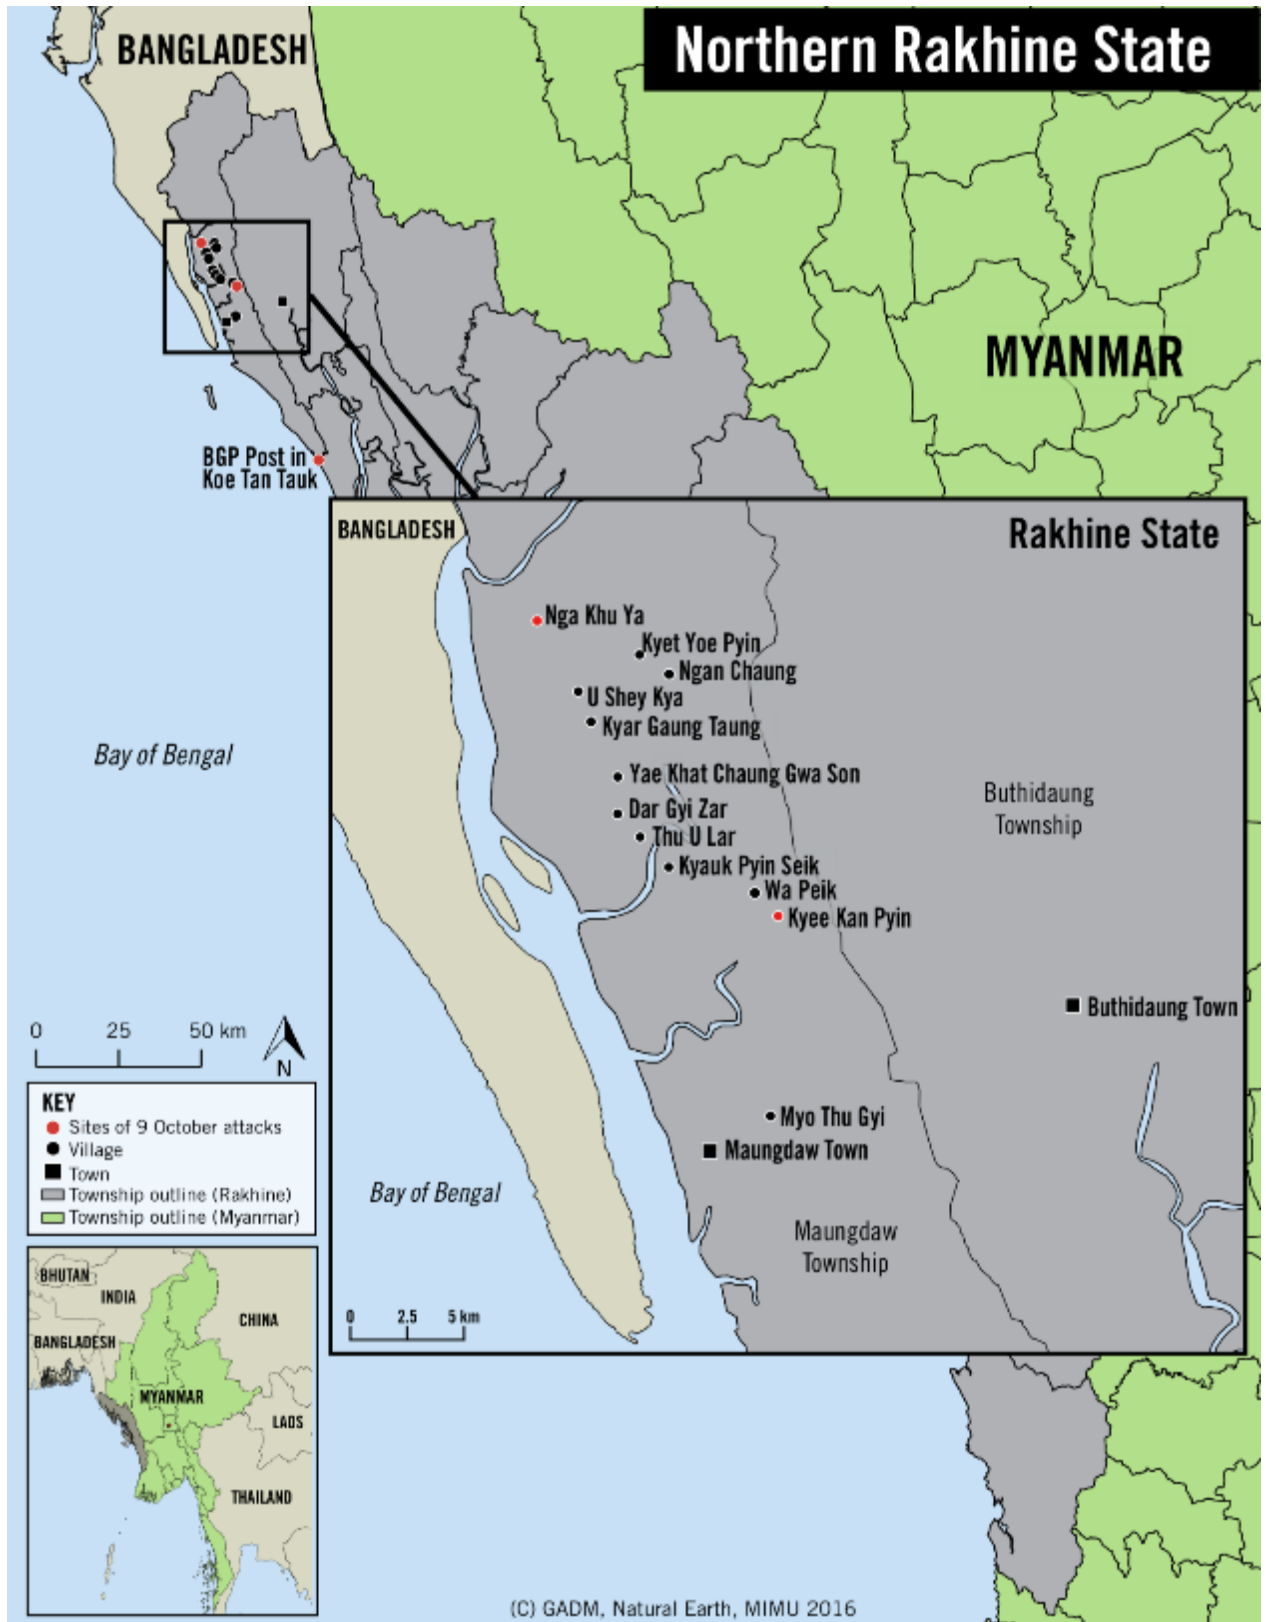 Northern Rakhine State
BANGLADESH
MYANMAR
BGP Post in
Koe Tan Tauk
BANGLADESH
Rakhine State
Nga Khu Ya
Kyet Yoe Pyin
Ngan Chaung
U Shey Kya
Kyar Gaung Taung
Bay of Bengal
Yae Khat Chaung Gwa Son
Buthidaung
Township
Dar Gyi Zar
Thu U Lar
Kyauk Pyin Seik
Wa Peik
Kyee Kan Pyin
Buthidaung Town
0 25 50 km
N
KEY
Sites of 9 October attacks
Village
Town
Township outline (Rakhine)
Township outline (Myanmar)
Myo Thu Gyi
Maungdaw Town
Bay of Bengal
Maungdaw
Township
0 2.5 5 km
BHUTAN
INDIA
CHINA
BANGLADESH
MYANMAR
LAOS
THAILAND
(C) GADM, Natural Earth, MIMU 2016